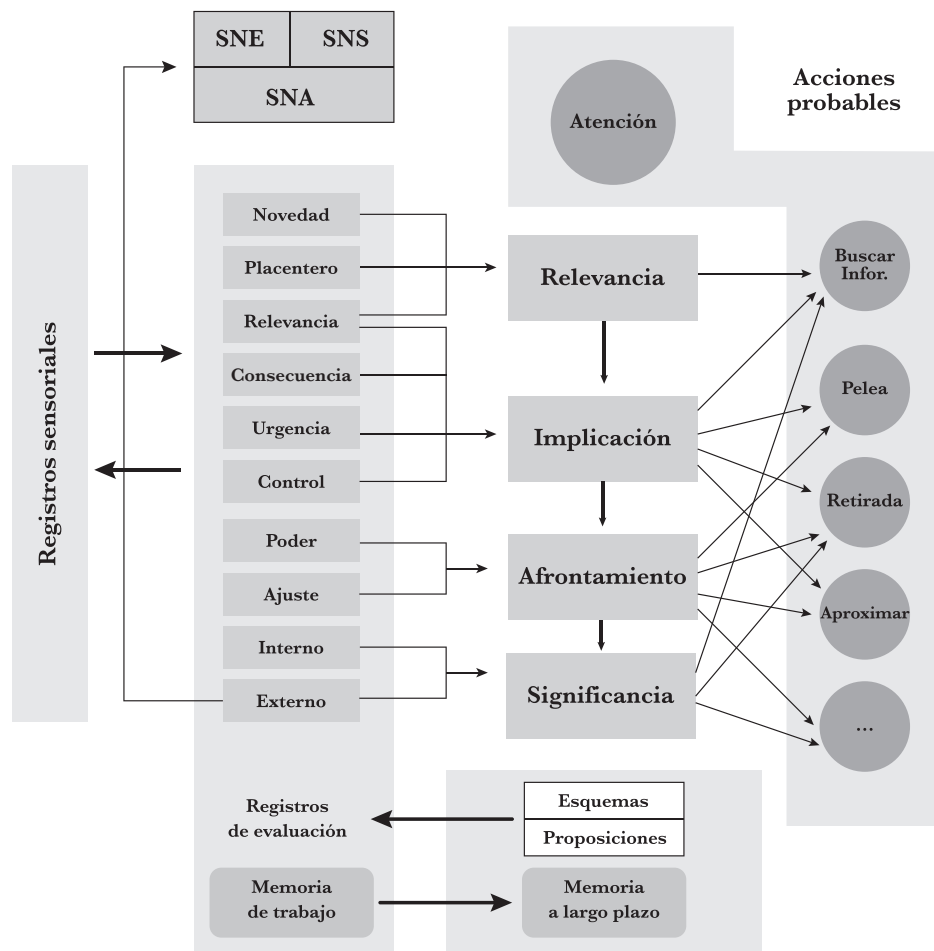 SNE
SNS
SNA
Atención
Acciones
probables
Registros sensoriales
Novedad
Placentero
Relevancia
Consecuencia
Urgencia
Control
Poder
Ajuste
Interno
Externo
Relevancia
Implicación
Afrontamiento
Significancia
Buscar
Infor.
Pelea
Retirada
Aproximar
...
Registros
de evaluación
Esquemas
Proposiciones
Memoria
de trabajo
Memoria
a largo plazo